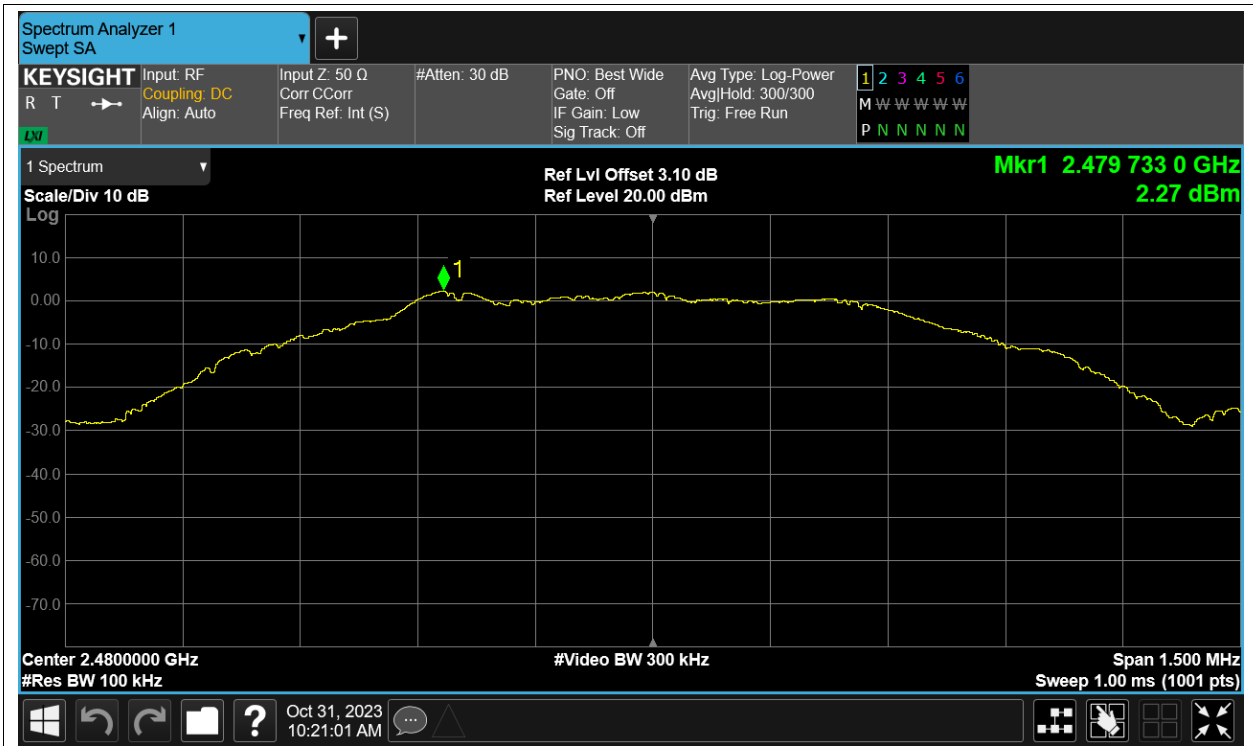 Spectrum Analyzer 1
Swept SA
KEYSIGHT
R T
LXI
Input: RF
Coupling: DC
Align: Auto
Input Z: 50 Ω
Corr CCorr
Freq Ref: Int (S)
#Atten: 30 dB
PNO: Best Wide
Gate: Off
IF Gain: Low
Sig Track: Off
Avg Type: Log-Power
Avg|Hold: 300/300
Trig: Free Run
1 2 3 4 5 6
M W W W W W
P N N N N N
1 Spectrum
Scale/Div 10 dB
Log
Ref Lvl Offset 3.10 dB
Ref Level 20.00 dBm
Mkr1 2.479 733 0 GHz
2.27 dBm
1
10.0
0.00
-10.0
-20.0
-30.0
-40.0
-50.0
-60.0
-70.0
Center 2.4800000 GHz
#Video BW 300 kHz
Span 1.500 MHz
#Res BW 100 kHz
Sweep 1.00 ms (1001 pts)
?
Oct 31, 2023
10:21:01 AM